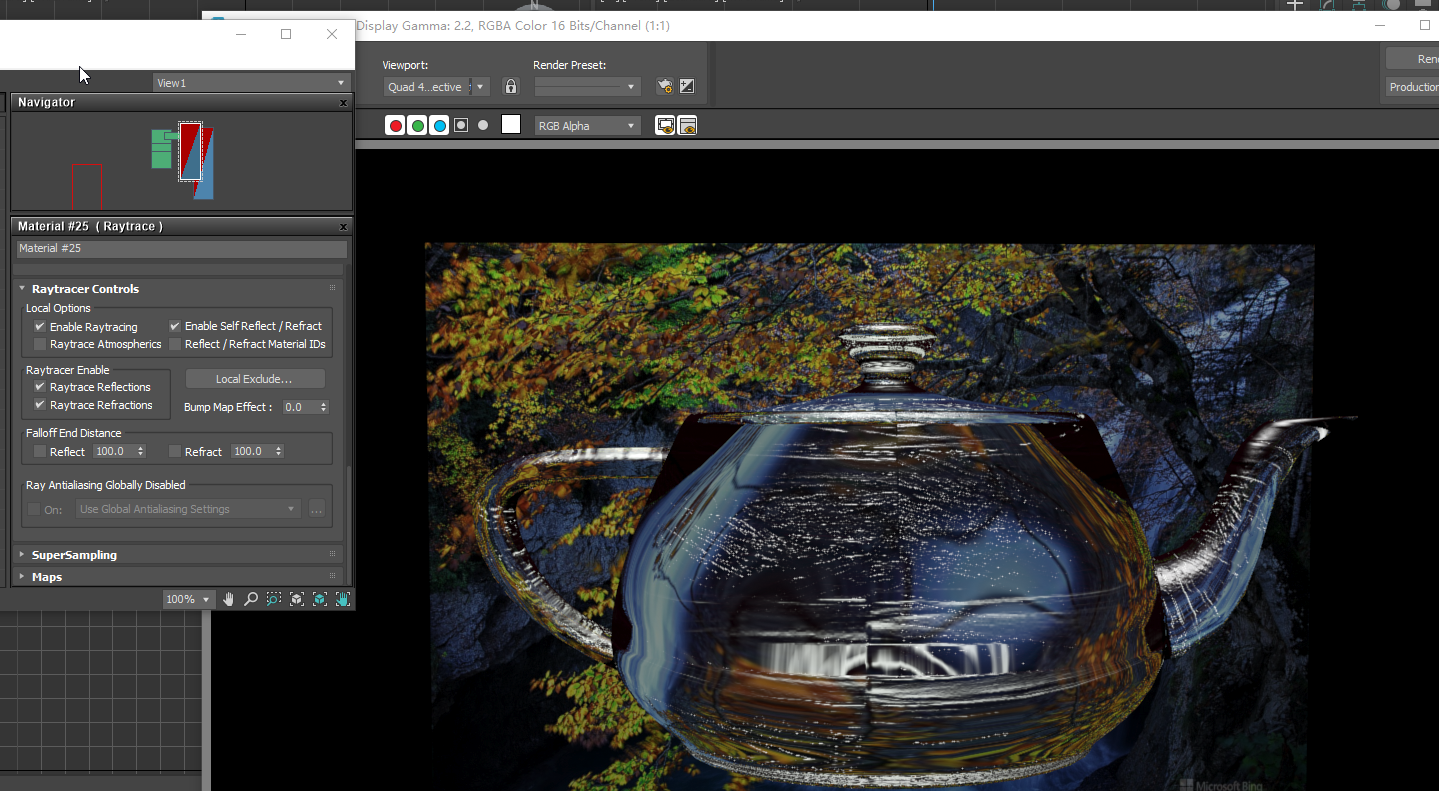 Display Gamma: 2.2, RGBA Color 16 Bits/Channel (1:1)
Viewport:
Render Preset:
Quad 4...ective
Production
View1
Navigator
RGB Alpha
Material #25 ( Raytrace )
Material #25
Raytracer Controls
Local Options
Enable Raytracing
Enable Self Reflect / Refract
Raytrace Atmospherics
Reflect / Refract Material IDs
Raytracer Enable
Raytrace Reflections
Local Exclude...
Raytrace Refractions
Bump Map Effect : 0.0
Falloff End Distance
Reflect 100.0
Refract 100.0
Ray Antialiasing Globally Disabled
On: Use Global Antialiasing Settings
...
SuperSampling
Maps
100%
Microsoft Bing